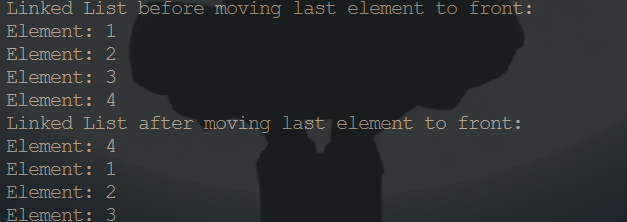 Linked List before moving last element to front:
Element: 1
Element: 2
Element: 3
Element: 4
Linked List after moving last element to front:
Element: 4
Element: 1
Element: 2
Element: 3